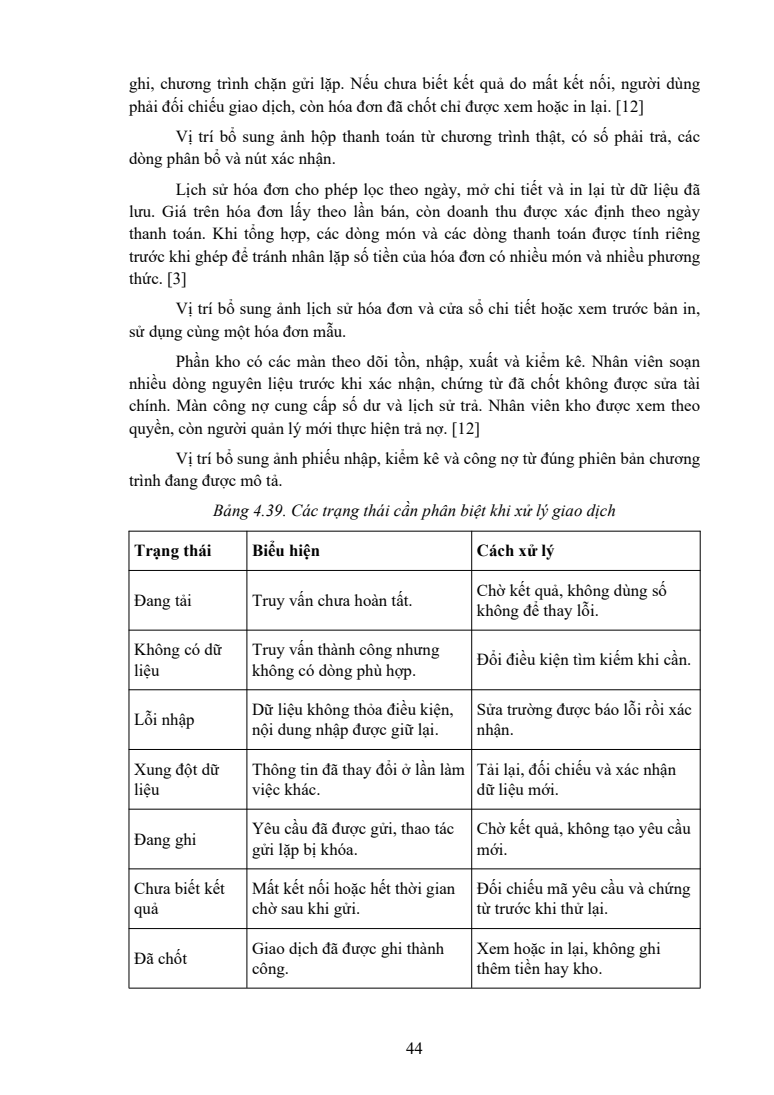 ghi, chương trình chặn gửi lặp. Nếu chưa biết kết quả do mất kết nối, người dùng
phải đối chiếu giao dịch, còn hóa đơn đã chốt chỉ được xem hoặc in lại. [12]
Vị trí bổ sung ảnh hộp thanh toán từ chương trình thật, có số phải trả, các
dòng phân bổ và nút xác nhận.
Lịch sử hóa đơn cho phép lọc theo ngày, mở chi tiết và in lại từ dữ liệu đã
lưu. Giá trên hóa đơn lấy theo lần bán, còn doanh thu được xác định theo ngày
thanh toán. Khi tổng hợp, các dòng món và các dòng thanh toán được tính riêng
trước khi ghép để tránh nhân lặp số tiền của hóa đơn có nhiều món và nhiều phương
thức. [3]
Vị trí bổ sung ảnh lịch sử hóa đơn và cửa sổ chi tiết hoặc xem trước bản in,
sử dụng cùng một hóa đơn mẫu.
Phần kho có các màn theo dõi tồn, nhập, xuất và kiểm kê. Nhân viên soạn
nhiều dòng nguyên liệu trước khi xác nhận, chứng từ đã chốt không được sửa tài
chính. Màn công nợ cung cấp số dư và lịch sử trả. Nhân viên kho được xem theo
quyền, còn người quản lý mới thực hiện trả nợ. [12]
Vị trí bổ sung ảnh phiếu nhập, kiểm kê và công nợ từ đúng phiên bản chương
trình đang được mô tả.
Bảng 4.39. Các trạng thái cần phân biệt khi xử lý giao dịch
Trạng thái Biểu hiện Cách xử lý
Đang tải Truy vấn chưa hoàn tất. Chờ kết quả, không dùng số
không để thay lỗi.
Không có dữ Truy vấn thành công nhưng Đổi điều kiện tìm kiếm khi cần.
liệu không có dòng phù hợp.
Lỗi nhập Dữ liệu không thỏa điều kiện, Sửa trường được báo lỗi rồi xác
nội dung nhập được giữ lại. nhận.
Xung đột dữ Thông tin đã thay đổi ở lần làm Tải lại, đối chiếu và xác nhận
liệu việc khác. dữ liệu mới.
Đang ghi Yêu cầu đã được gửi, thao tác Chờ kết quả, không tạo yêu cầu
gửi lặp bị khóa. mới.
Chưa biết kết Mất kết nối hoặc hết thời gian Đối chiếu mã yêu cầu và chứng
quả chờ sau khi gửi. từ trước khi thử lại.
Đã chốt Giao dịch đã được ghi thành Xem hoặc in lại, không ghi
công. thêm tiền hay kho.
44